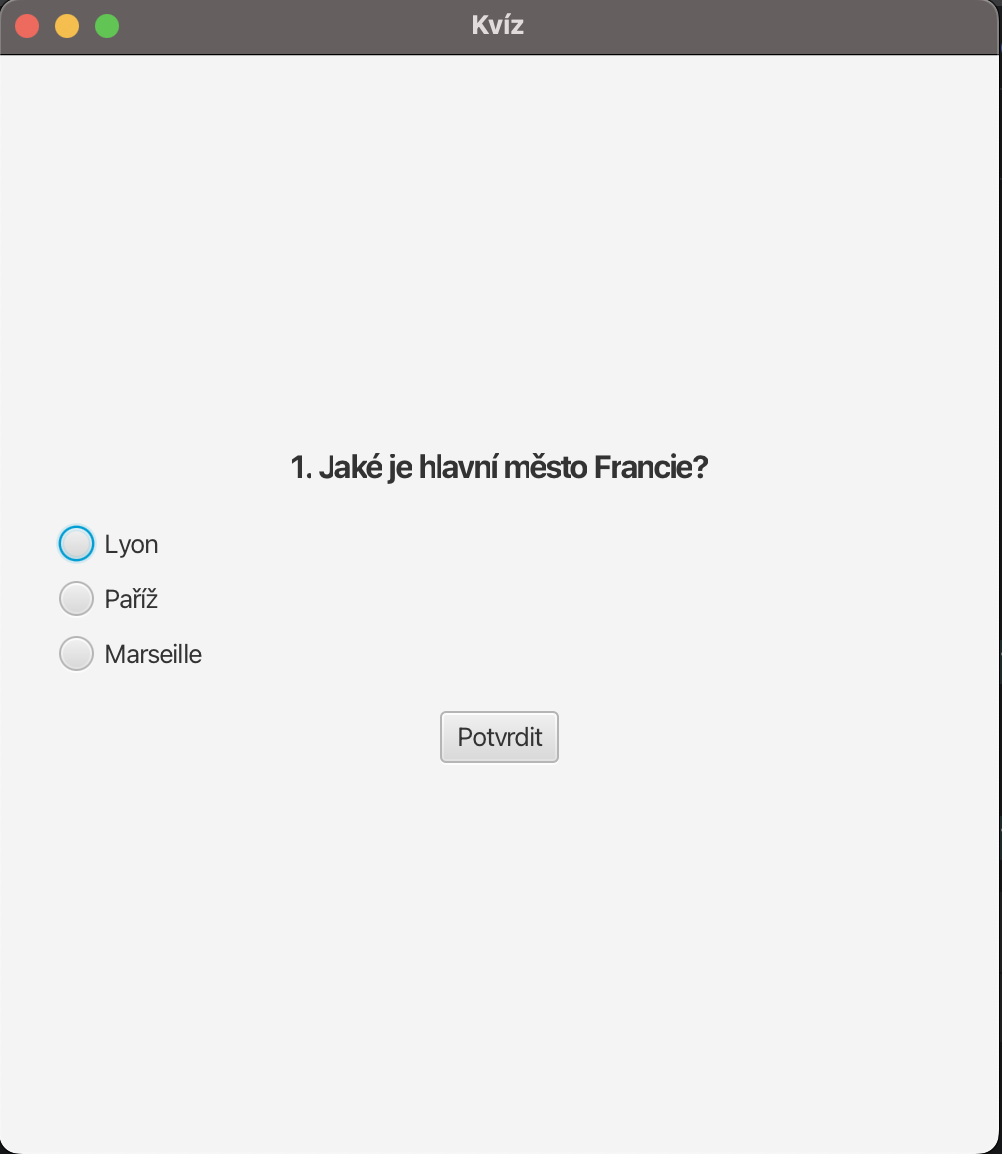 Kvíz
1. Jaké je hlavní město Francie?
Lyon
Paříž
Marseille
Potvrdit